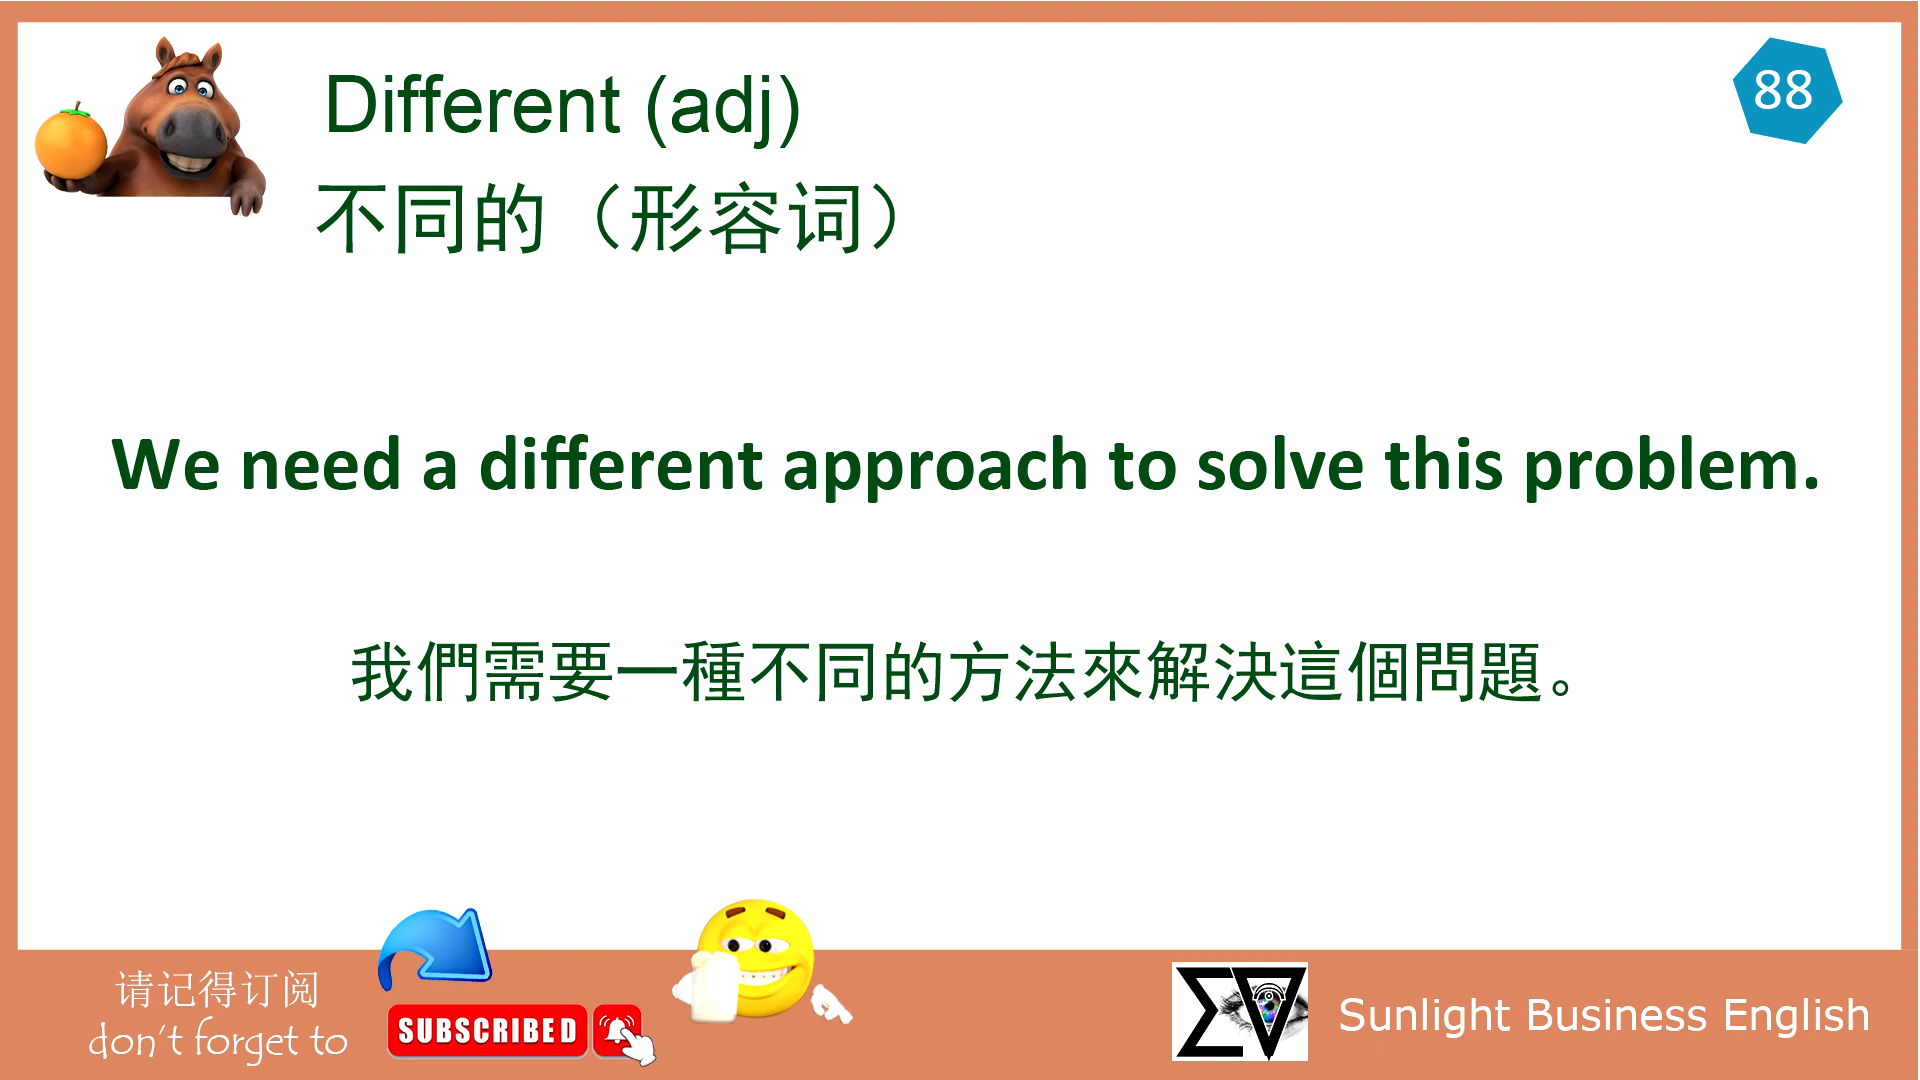 Different (adj)
88
不同的（形容词）
We need a different approach to solve this problem.
我們需要一種不同的方法來解決這個問題。
请记得订阅
don't forget to
SUBSCRIBED
Sunlight Business English